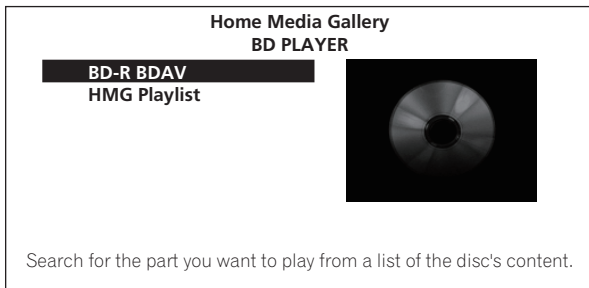 Home Media Gallery
BD PLAYER
BD-R BDAV
HMG Playlist
Search for the part you want to play from a list of the disc's content.